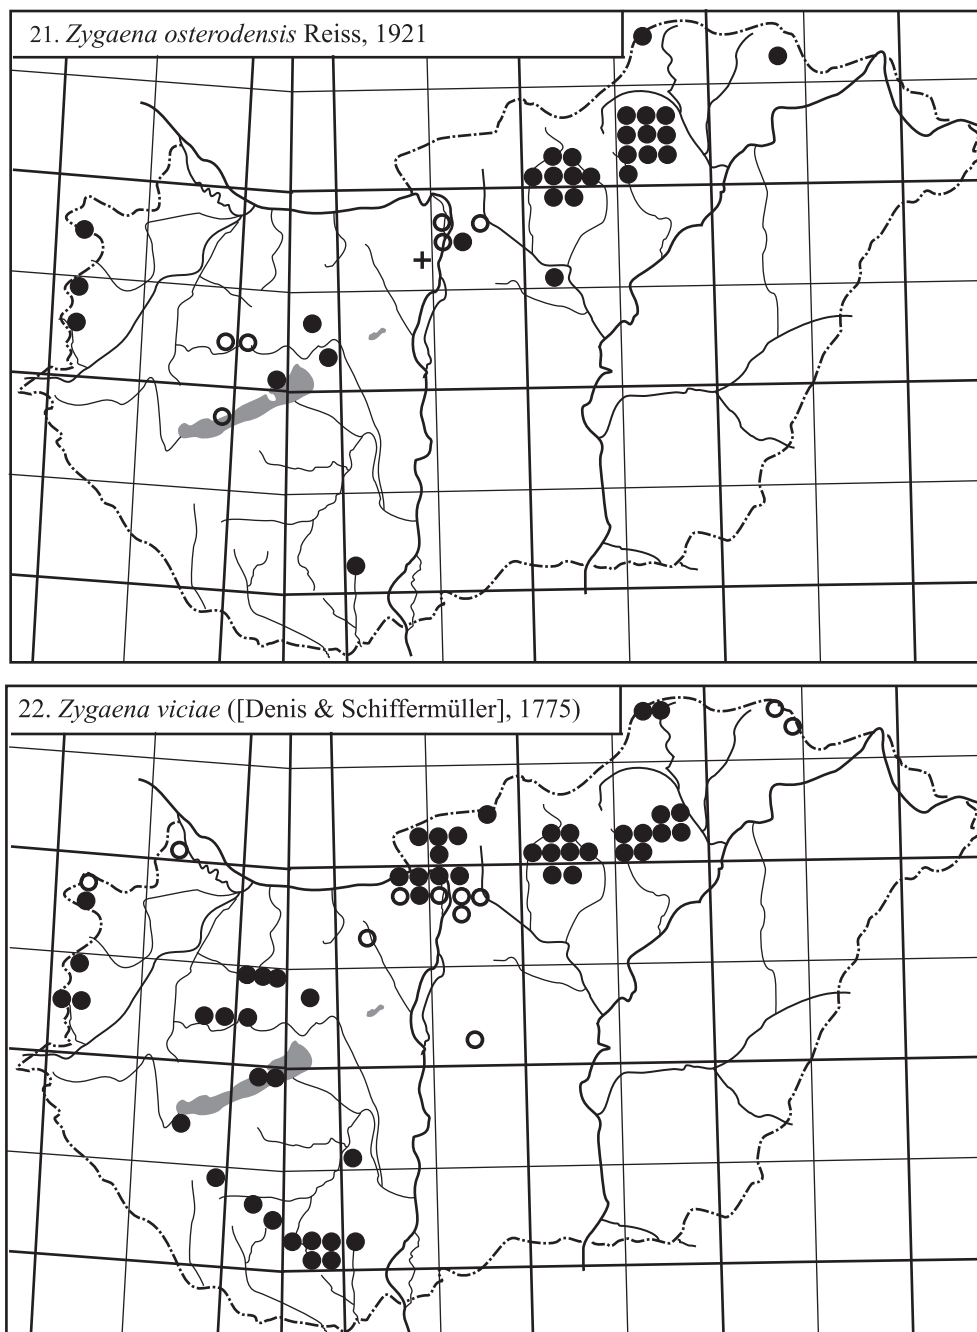 21. Zygaena osterodensis Reiss, 1921
22. Zygaena viciae ([Denis & Schiffermüller], 1775)